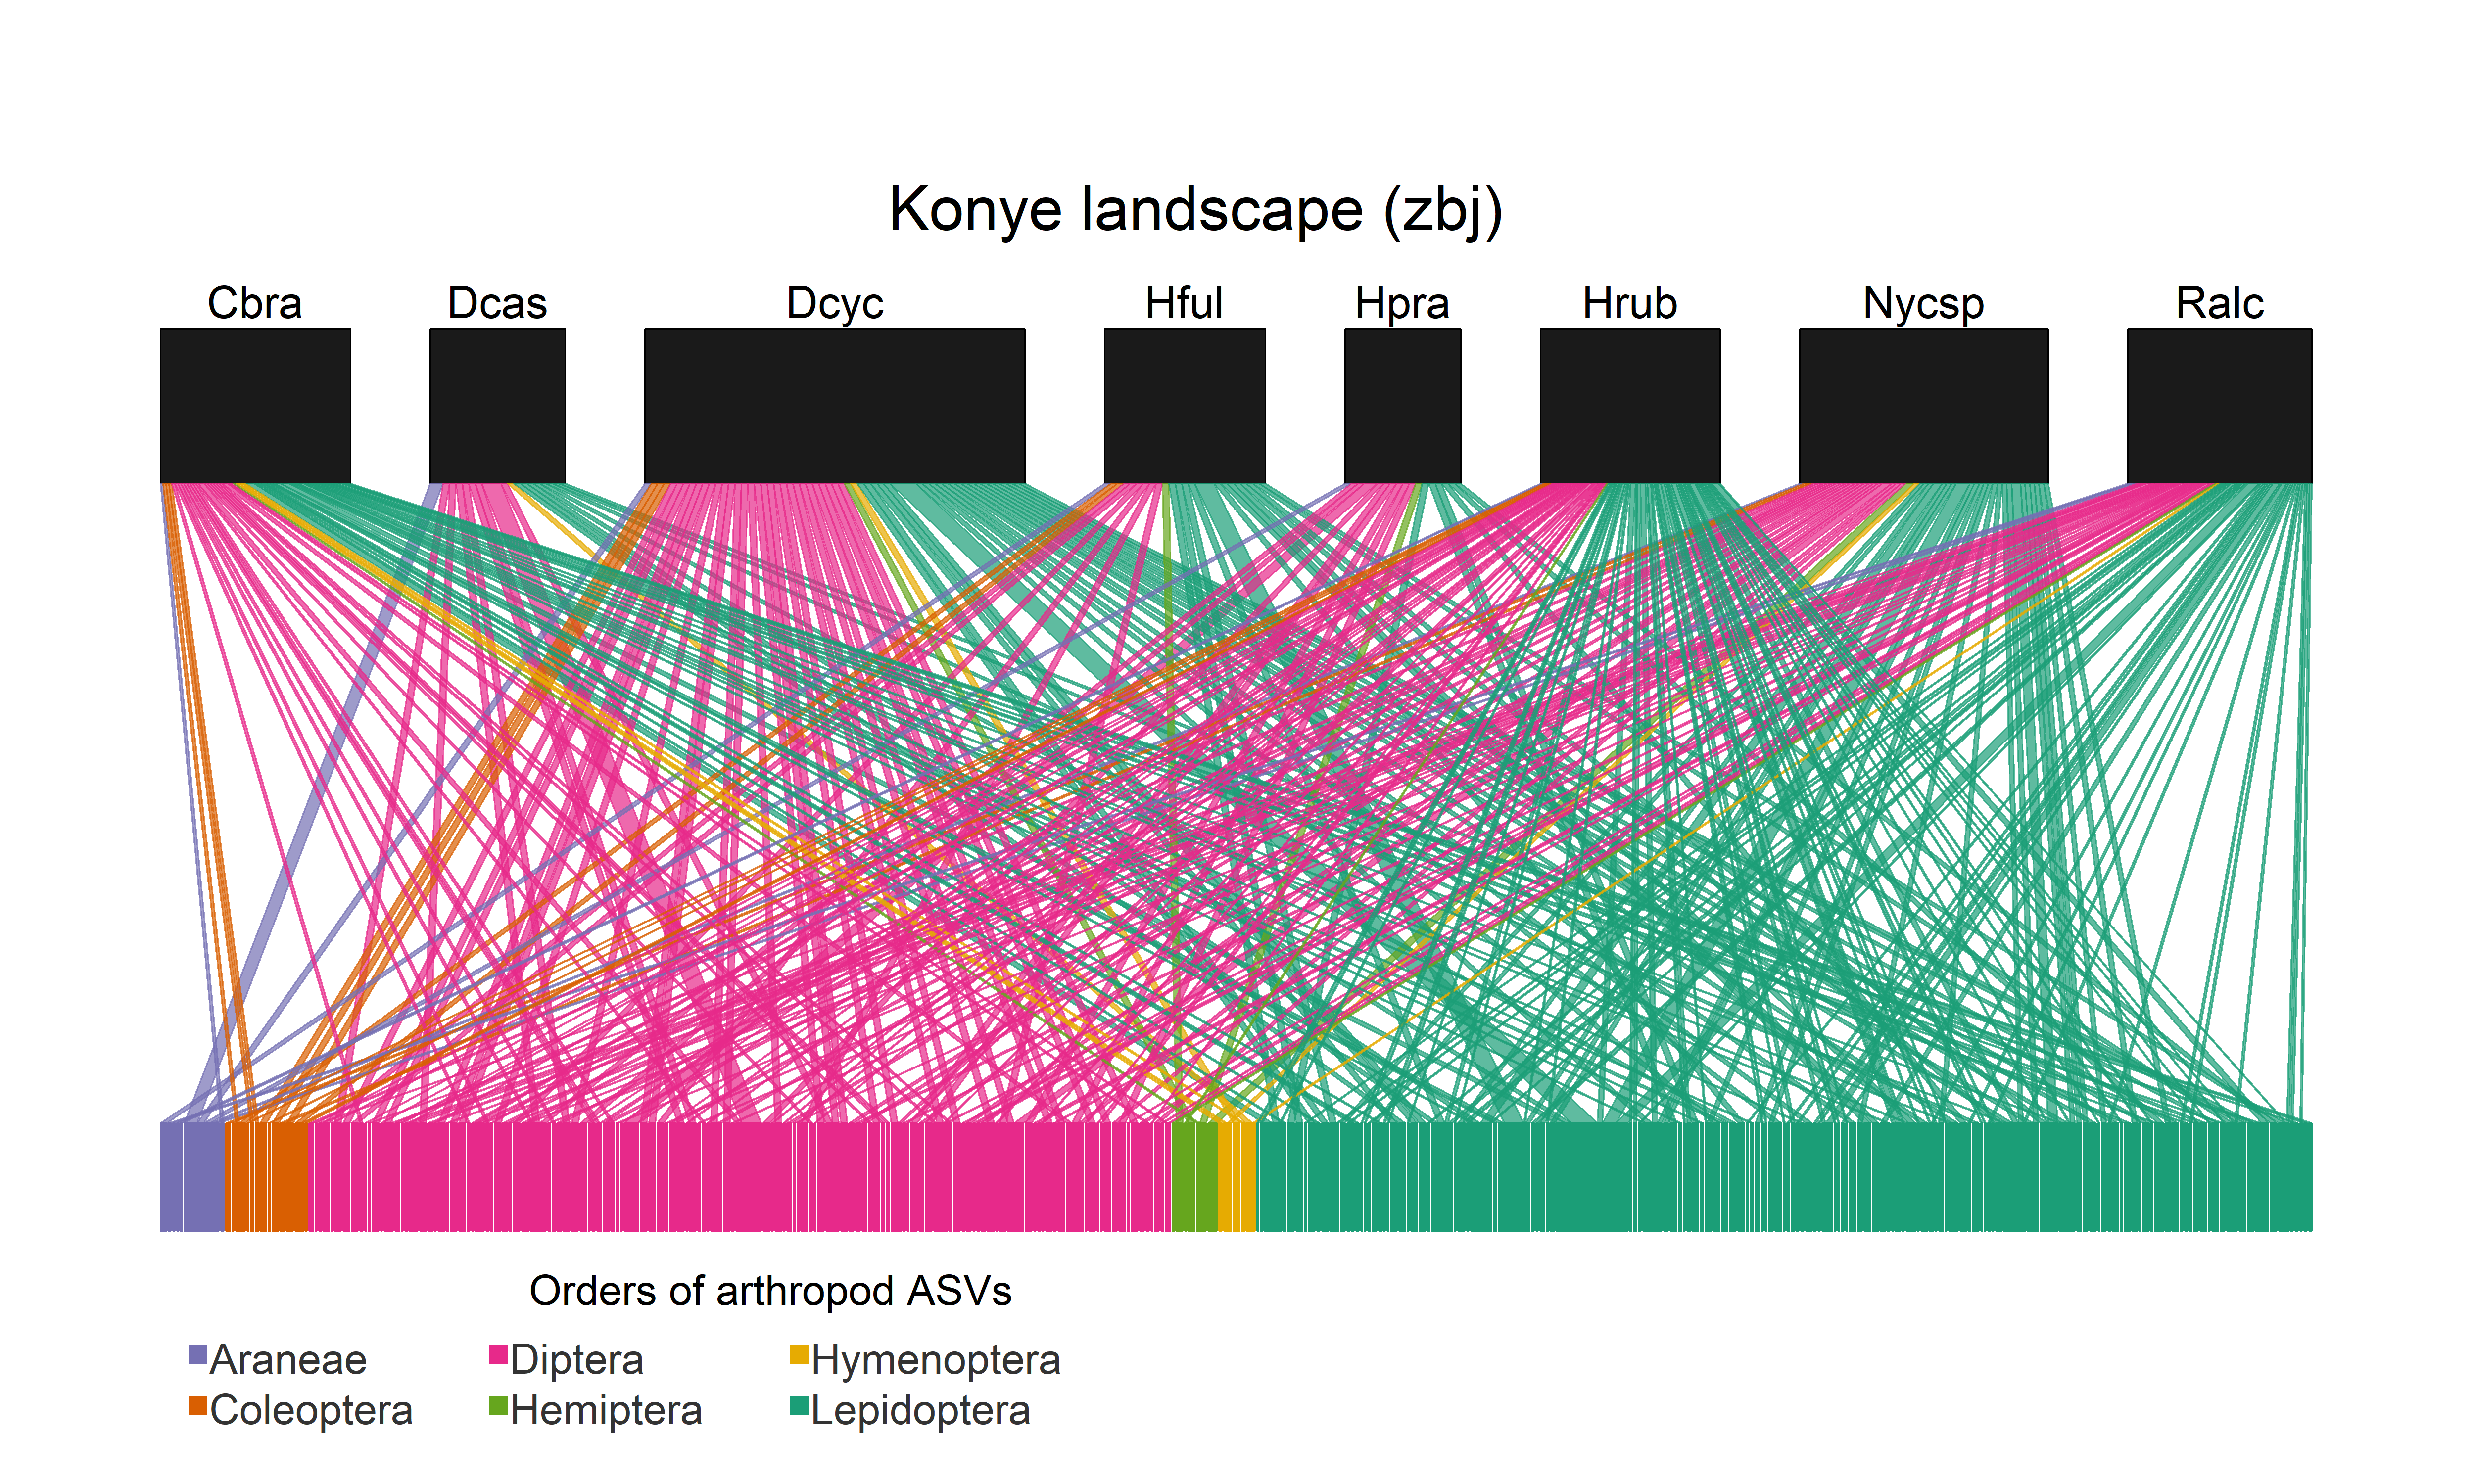 Konye landscape (zbj)
Cbra Dcas Dcyc Hful Hpra Hrub Nycsp Ralc
Orders of arthropod ASVs
Araneae Diptera Hymenoptera
Coleoptera Hemiptera Lepidoptera